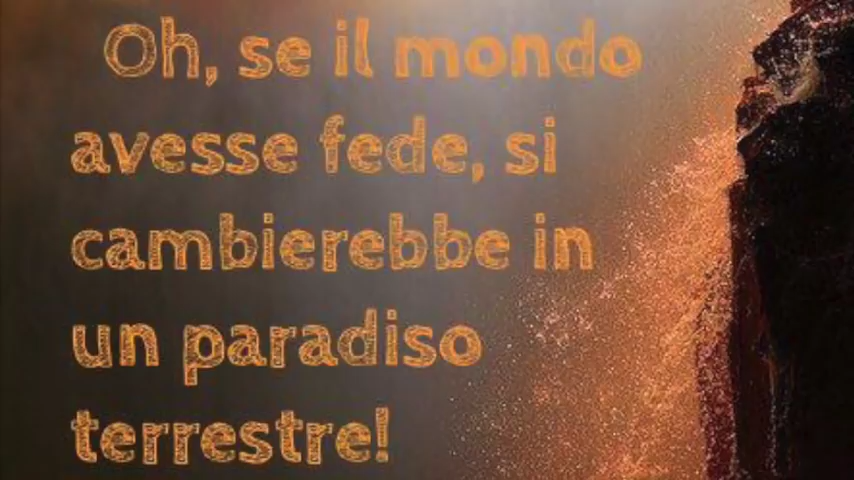 Oh, se il mondo
avesse fede, si
cambierebbe in
un paradiso
terrestre!